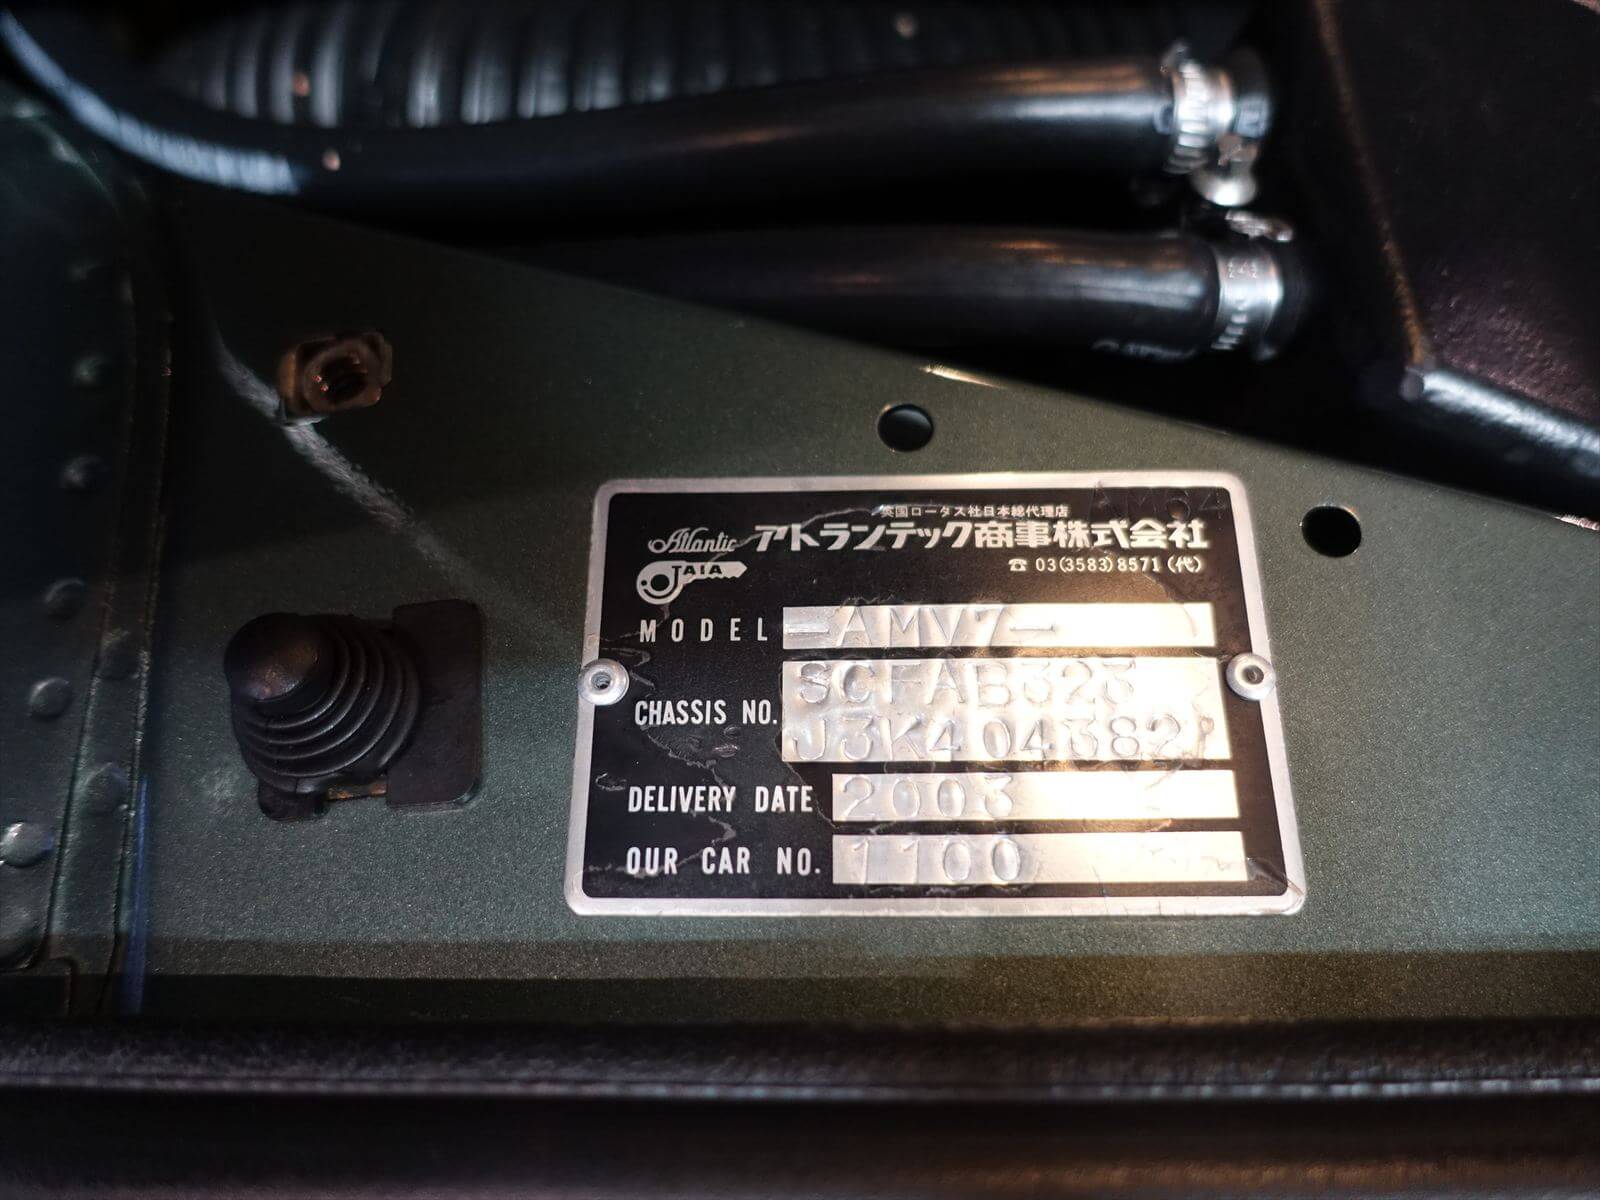 英国ロータス社日本総代理店
Atlantic アトランテック商事株式会社
JAIA
☎ 03(3583)8571(代)
MODEL -AMV7-
CHASSIS NO. SCFAB323
J3K404382
DELIVERY DATE 2003
OUR CAR NO. 1100